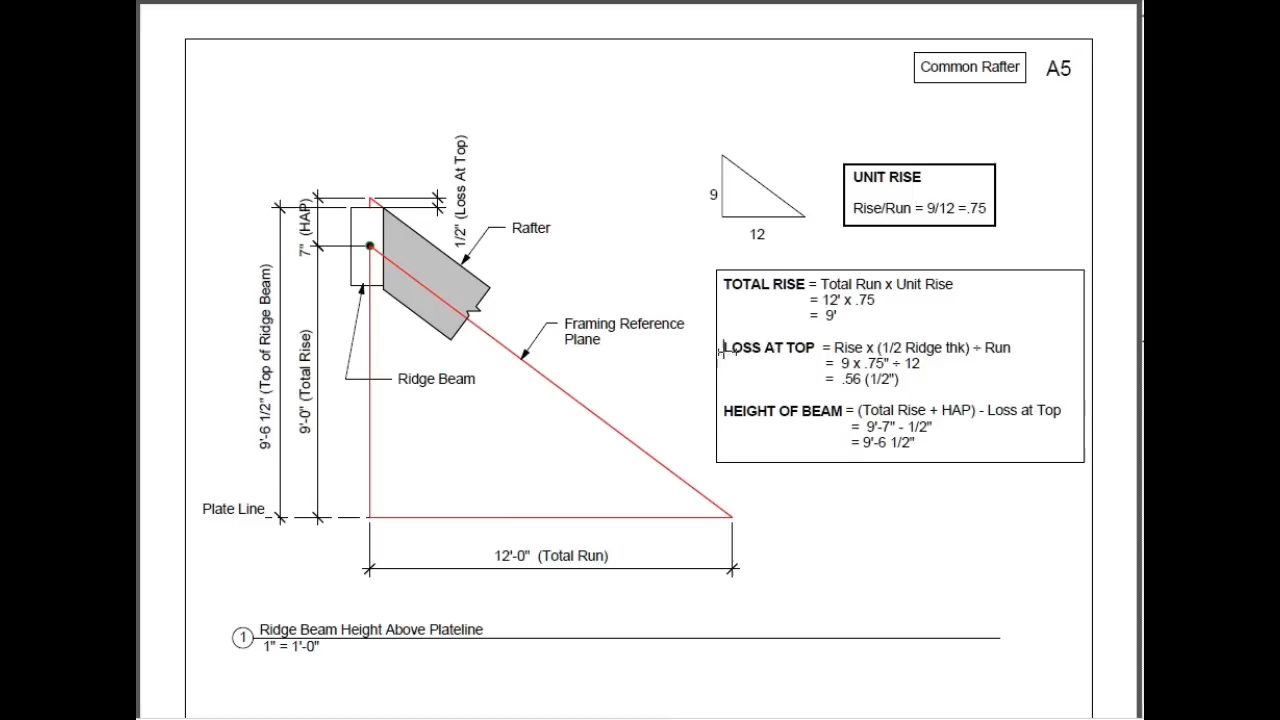 Common Rafter
A5
1/2" (Loss At Top)
7" (HAP)
Rafter
9
12
UNIT RISE
Rise/Run = 9/12 =.75
9'-6 1/2" (Top of Ridge Beam)
9'-0" (Total Rise)
Framing Reference
Plane
Ridge Beam
TOTAL RISE = Total Run x Unit Rise
= 12' x .75
= 9'
LOSS AT TOP = Rise x (1/2 Ridge thk) ÷ Run
= 9 x .75" ÷ 12
= .56 (1/2")
HEIGHT OF BEAM = (Total Rise + HAP) - Loss at Top
= 9'-7" - 1/2"
= 9'-6 1/2"
Plate Line
12'-0" (Total Run)
1
Ridge Beam Height Above Plateline
1" = 1'-0"